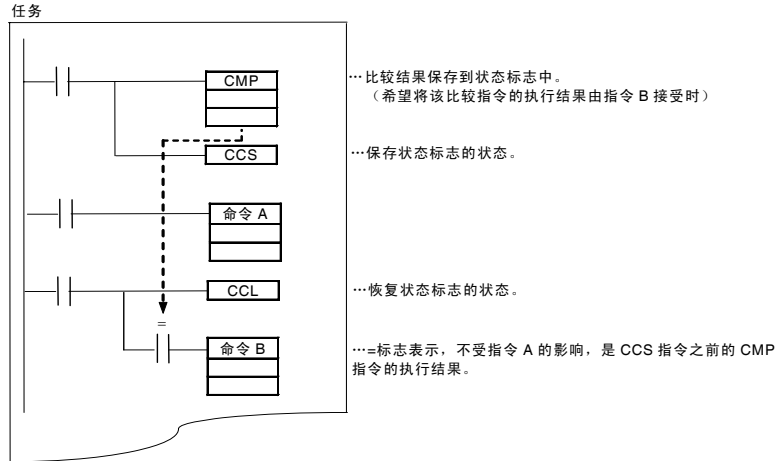 任务
CMP
…比较结果保存到状态标志中。
（希望将该比较指令的执行结果由指令 B 接受时）
CCS
…保存状态标志的状态。
命令 A
CCL
…恢复状态标志的状态。
=
命令 B
…=标志表示，不受指令 A 的影响，是 CCS 指令之前的 CMP
指令的执行结果。